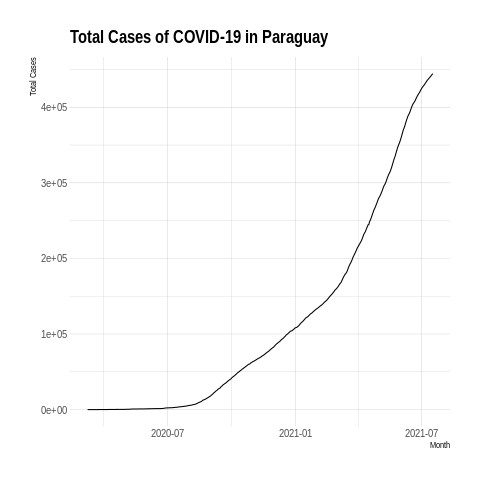 Total Cases of COVID-19 in Paraguay
Total Cases
4e+05
3e+05
2e+05
1e+05
0e+00
2020-07 2021-01 2021-07
Month